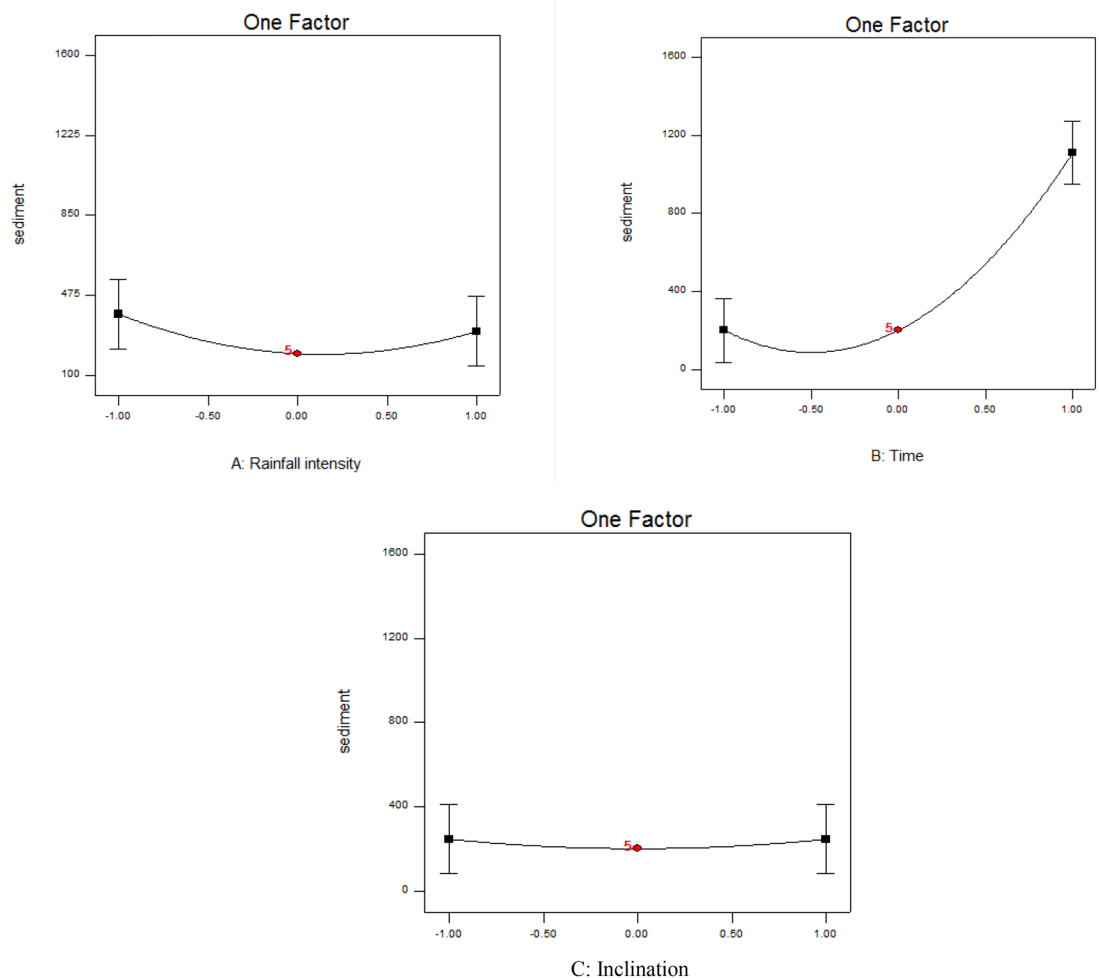 One Factor
1600
1225
850
475
100
sediment
5
-1.00 -0.50 0.00 0.50 1.00
A: Rainfall intensity
One Factor
1600
1200
800
400
0
sediment
5
-1.00 -0.50 0.00 0.50 1.00
B: Time
One Factor
1600
1200
800
400
0
sediment
5
-1.00 -0.50 0.00 0.50 1.00
C: Inclination